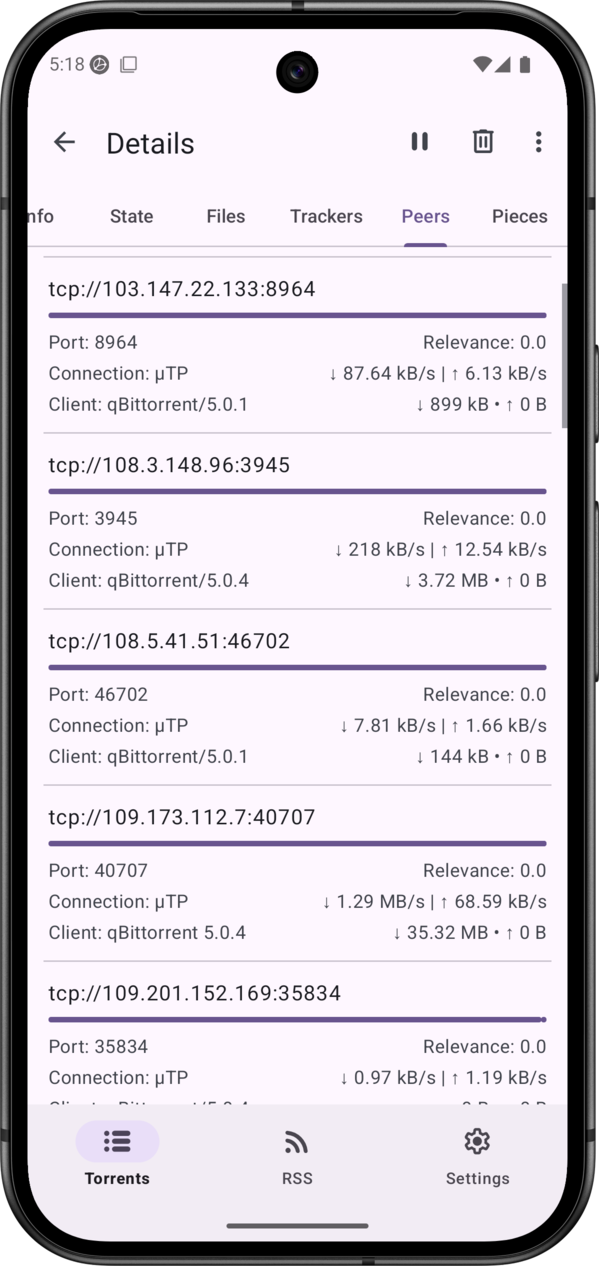 5:18
Details
nfo State Files Trackers Peers Pieces
tcp://103.147.22.133:8964
Port: 8964 Relevance: 0.0
Connection: µTP ↓ 87.64 kB/s | ↑ 6.13 kB/s
Client: qBittorrent/5.0.1 ↓ 899 kB • ↑ 0 B
tcp://108.3.148.96:3945
Port: 3945 Relevance: 0.0
Connection: µTP ↓ 218 kB/s | ↑ 12.54 kB/s
Client: qBittorrent/5.0.4 ↓ 3.72 MB • ↑ 0 B
tcp://108.5.41.51:46702
Port: 46702 Relevance: 0.0
Connection: µTP ↓ 7.81 kB/s | ↑ 1.66 kB/s
Client: qBittorrent/5.0.1 ↓ 144 kB • ↑ 0 B
tcp://109.173.112.7:40707
Port: 40707 Relevance: 0.0
Connection: µTP ↓ 1.29 MB/s | ↑ 68.59 kB/s
Client: qBittorrent 5.0.4 ↓ 35.32 MB • ↑ 0 B
tcp://109.201.152.169:35834
Port: 35834 Relevance: 0.0
Connection: µTP ↓ 0.97 kB/s | ↑ 1.19 kB/s
Torrents RSS Settings